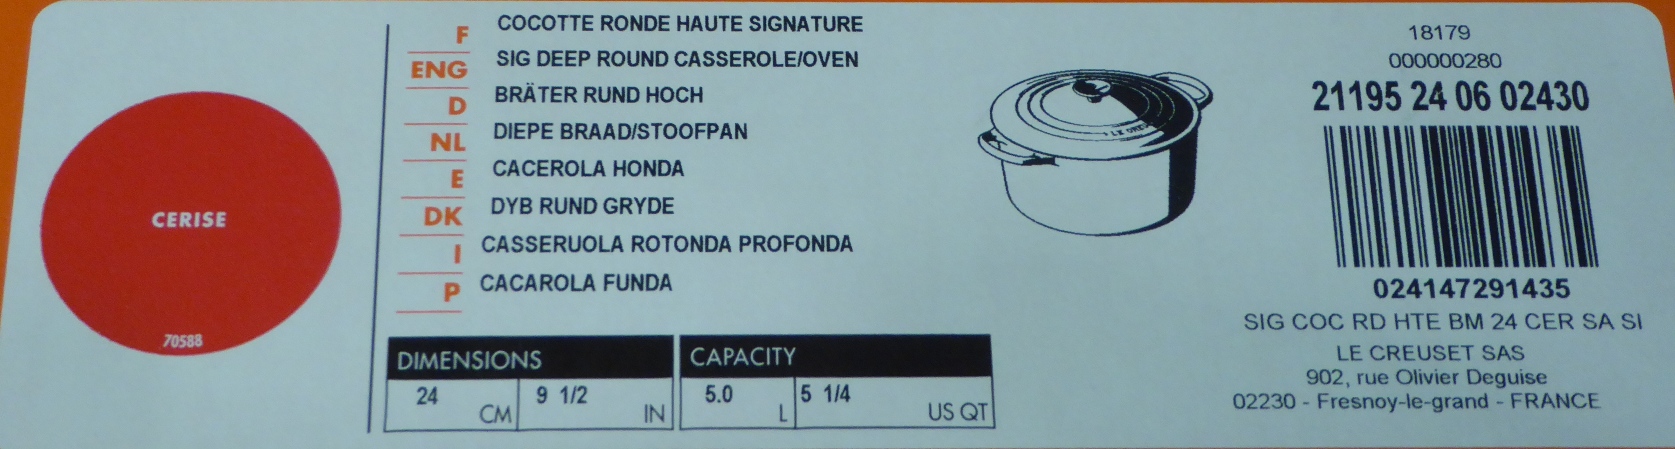 CERISE
70588
F COCOTTE RONDE HAUTE SIGNATURE
ENG SIG DEEP ROUND CASSEROLE/OVEN
D BRÄTER RUND HOCH
NL DIEPE BRAAD/STOOFPAN
E CACEROLA HONDA
DK DYB RUND GRYDE
I CASSERUOLA ROTONDA PROFONDA
P CACAROLA FUNDA
DIMENSIONS
24 CM 9 1/2 IN
CAPACITY
5.0 L 5 1/4 US QT
18179
000000280
21195 24 06 02430
024147291435
SIG COC RD HTE BM 24 CER SA SI
LE CREUSET SAS
902, rue Olivier Deguise
02230 - Fresnoy-le-grand - FRANCE